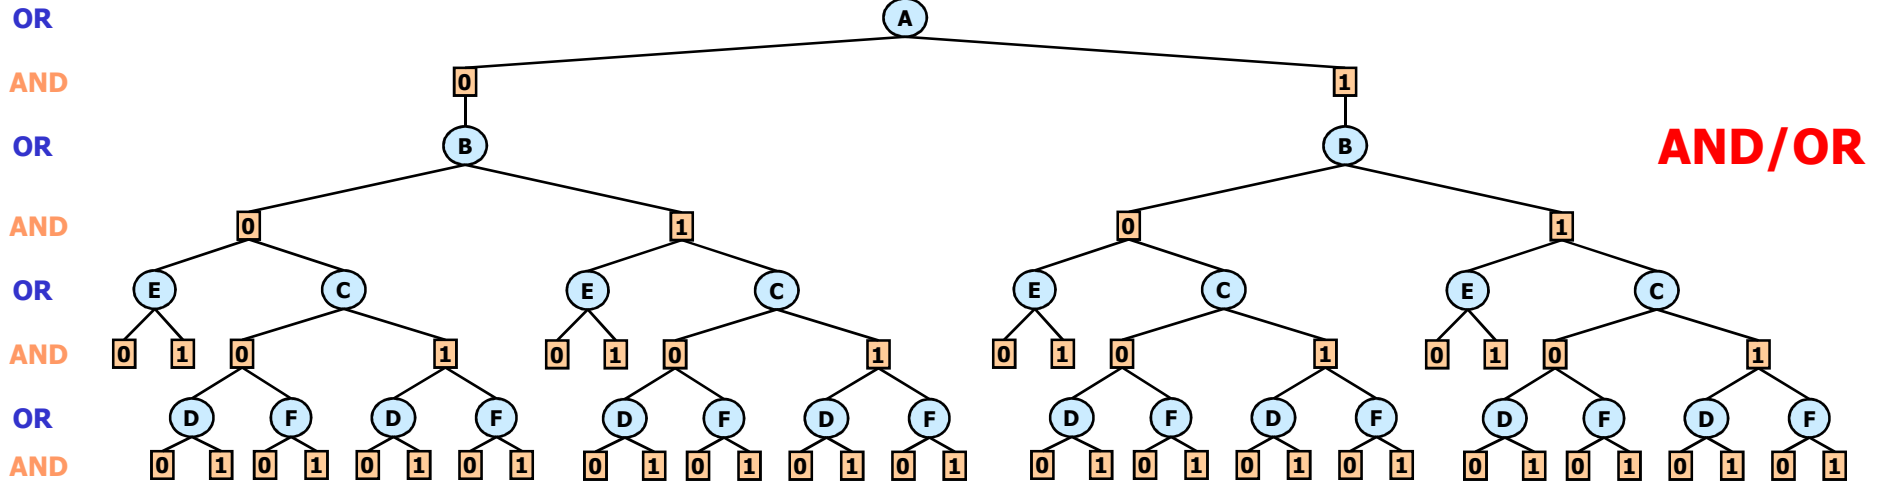 OR A
AND 0 1
OR B B AND/OR
AND 0 1 0 1
OR E C E C E C E C
AND 0 1 0 1 0 1 0 1 0 1 0 1 0 1 0 1
OR D F D F D F D F D F D F D F D F
AND 0 1 0 1 0 1 0 1 0 1 0 1 0 1 0 1 0 1 0 1 0 1 0 1 0 1 0 1 0 1 0 1